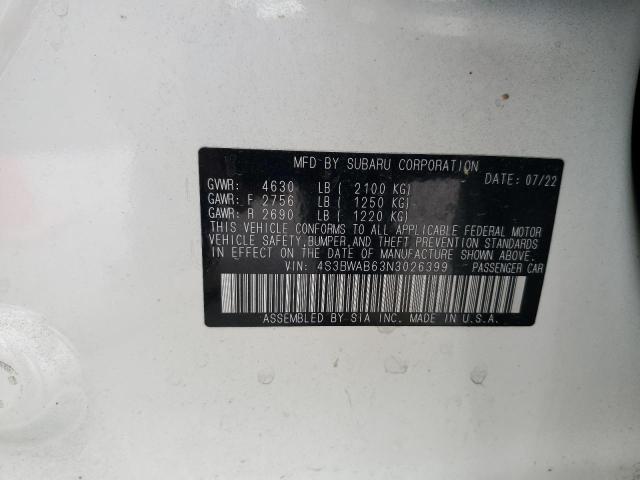 MFD BY SUBARU CORPORATION
DATE: 07/22
GVWR: 4630 LB ( 2100 KG)
GAWR: F 2756 LB ( 1250 KG)
GAWR: R 2690 LB ( 1220 KG)
THIS VEHICLE CONFORMS TO ALL APPLICABLE FEDERAL MOTOR
VEHICLE SAFETY, BUMPER, AND THEFT PREVENTION STANDARDS
IN EFFECT ON THE DATE OF MANUFACTURE SHOWN ABOVE.
VIN: 4S3BWAB63N3026399 PASSENGER CAR
ASSEMBLED BY SIA INC. MADE IN U.S.A.